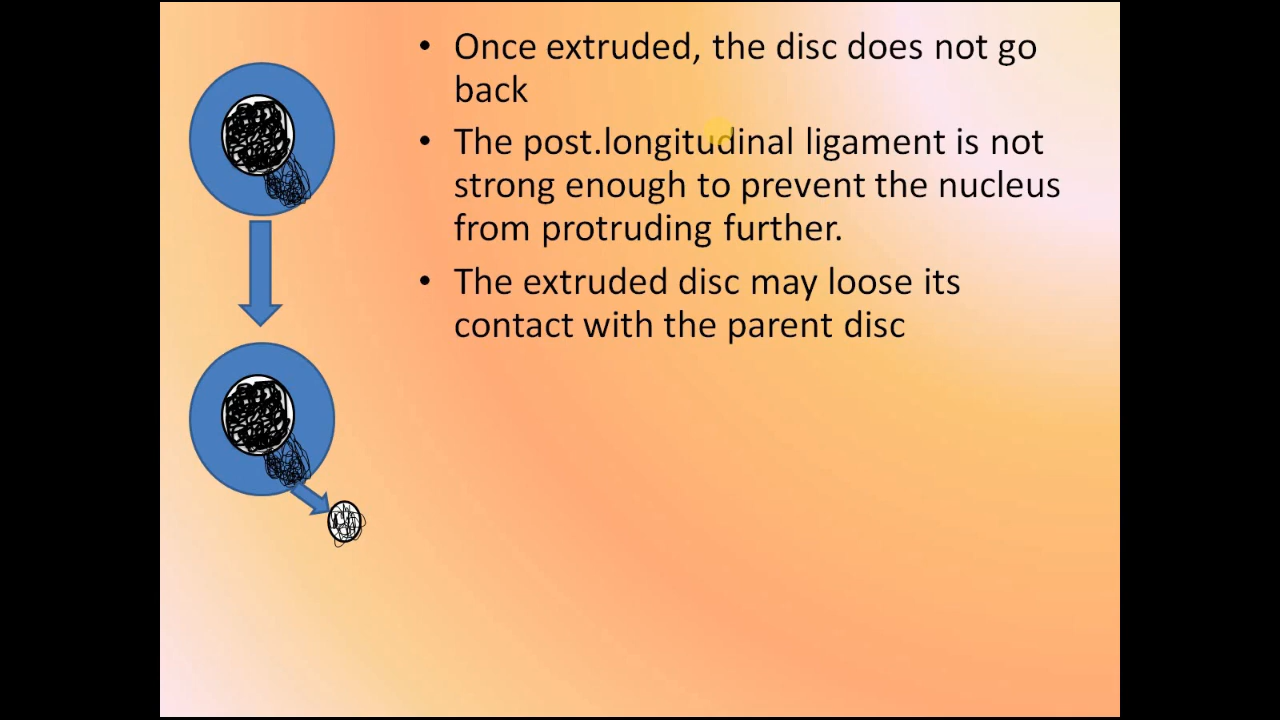 • Once extruded, the disc does not go
back
• The post.longitudinal ligament is not
strong enough to prevent the nucleus
from protruding further.
• The extruded disc may loose its
contact with the parent disc